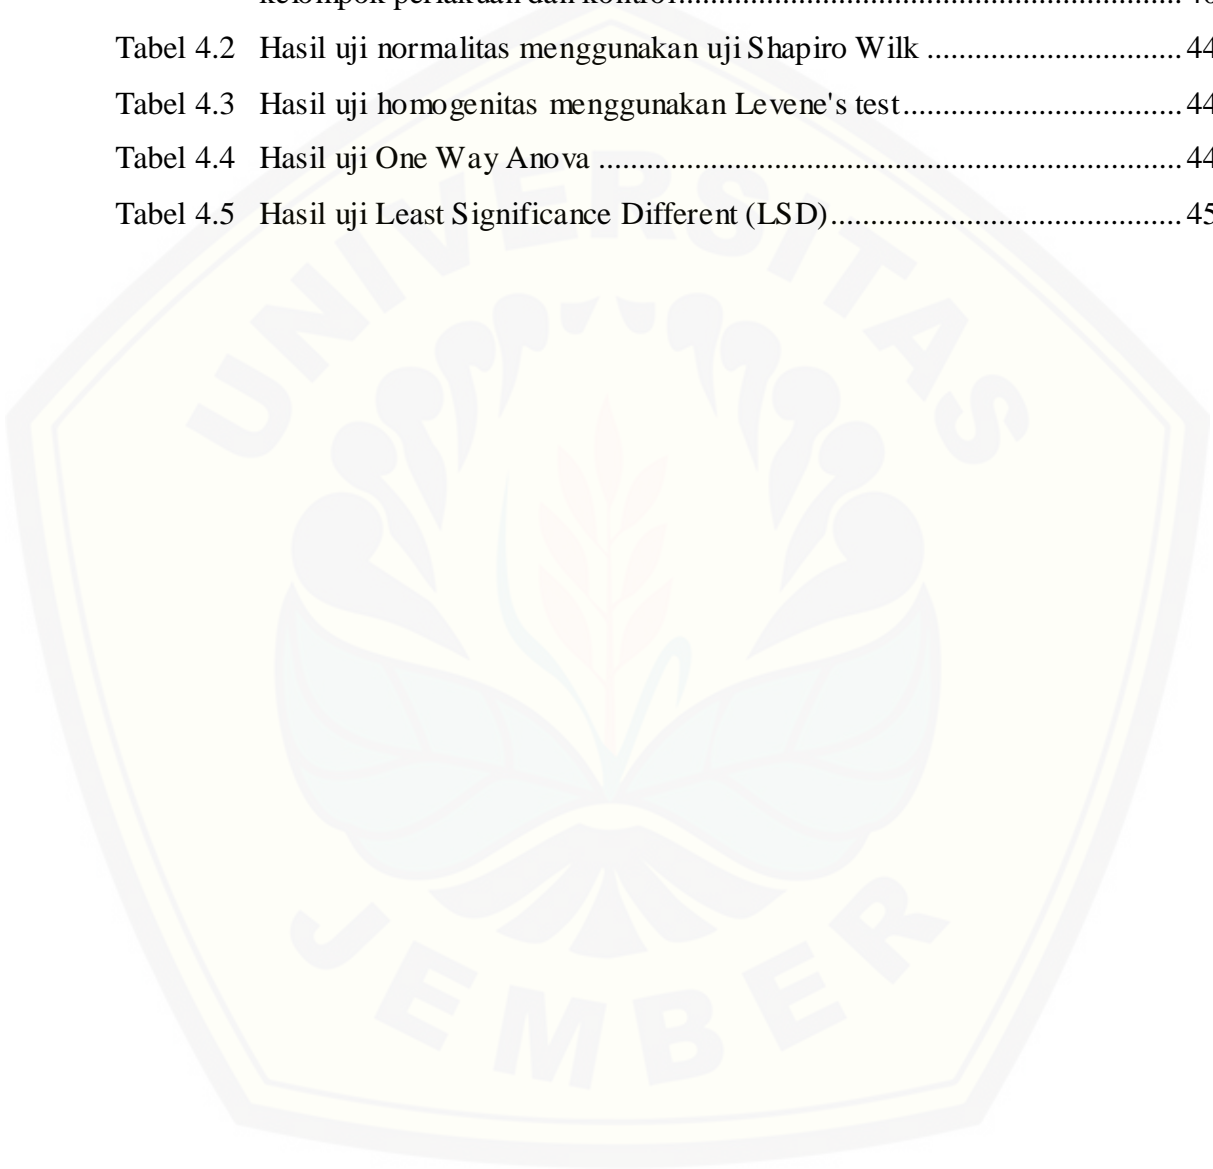 kelompok perlakuan dan kontrol............................................................... 40
Tabel 4.2 Hasil uji normalitas menggunakan uji Shapiro Wilk ................................ 44
Tabel 4.3 Hasil uji homogenitas menggunakan Levene's test ................................... 44
Tabel 4.4 Hasil uji One Way Anova ......................................................................... 44
Tabel 4.5 Hasil uji Least Significance Different (LSD) ............................................ 45
UNIVERSITAS
JEMBER